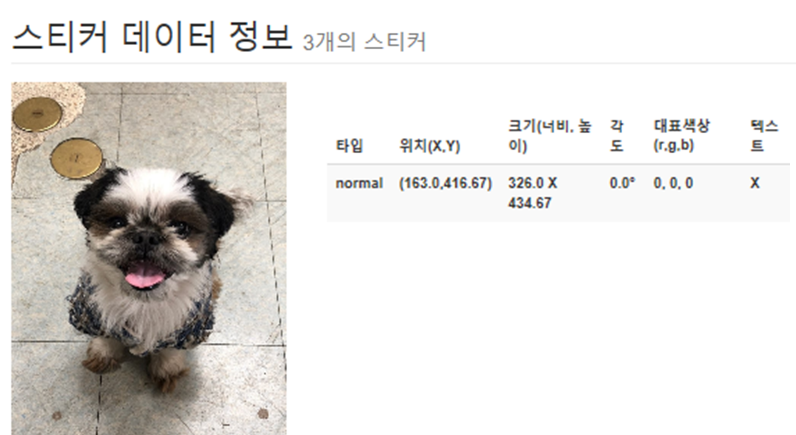 스티커 데이터 정보 3개의 스티커
타입 위치(X,Y) 크기(너비, 높이) 각도 대표색상(r,g,b) 텍스트
normal (163.0,416.67) 326.0 X 434.67 0.0° 0, 0, 0 X